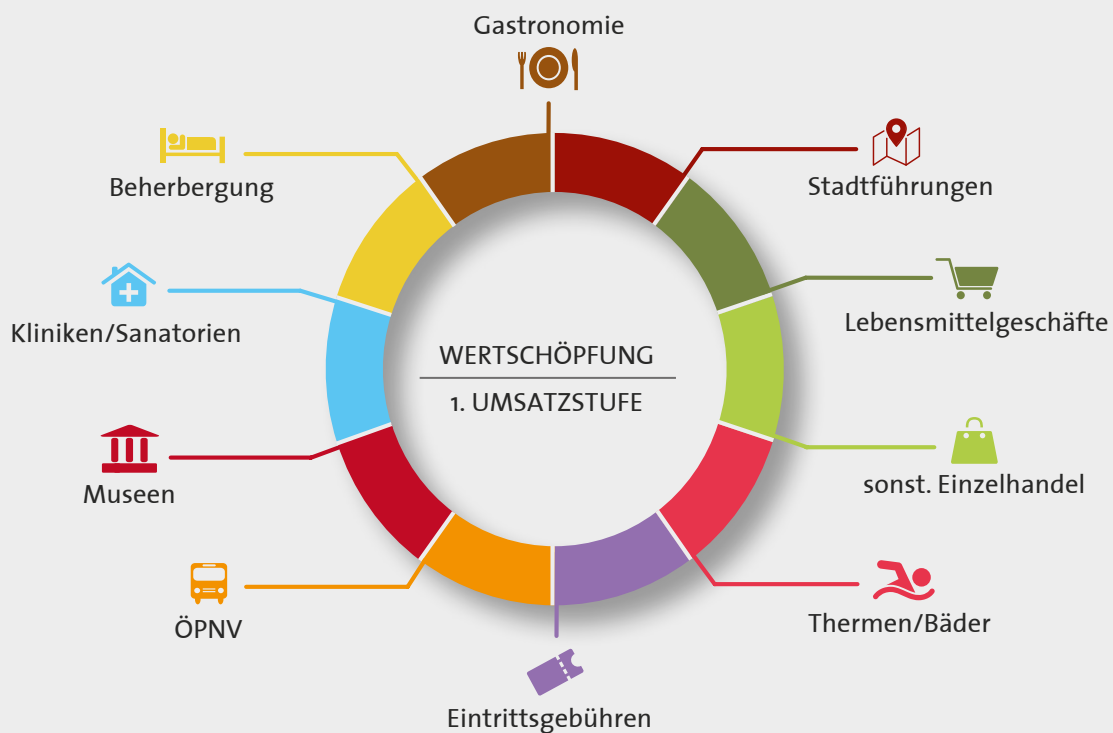 Gastronomie
Beherbergung
Stadtführungen
Kliniken/Sanatorien
Lebensmittelgeschäfte
WERTSCHÖPFUNG
1. UMSATZSTUFE
Museen
sonst. Einzelhandel
ÖPNV
Thermen/Bäder
Eintrittsgebühren